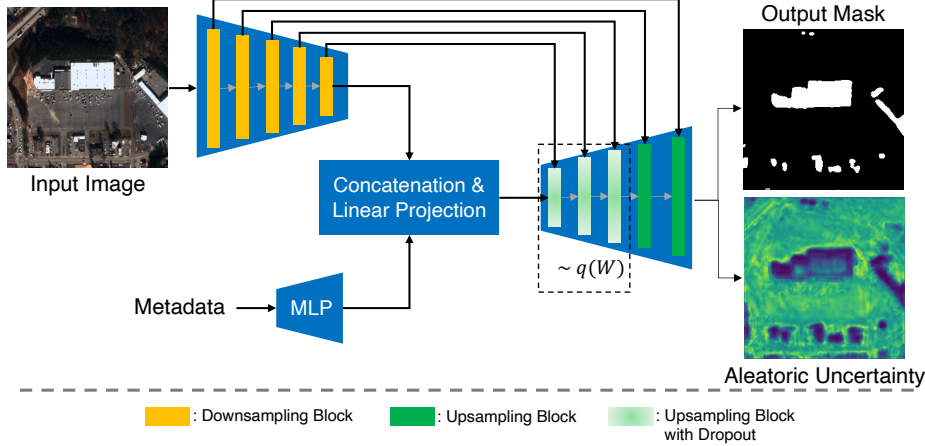 Output Mask
Input Image
Concatenation &
Linear Projection
~ q(W)
Metadata
MLP
Aleatoric Uncertainty
: Downsampling Block
: Upsampling Block
: Upsampling Block
with Dropout